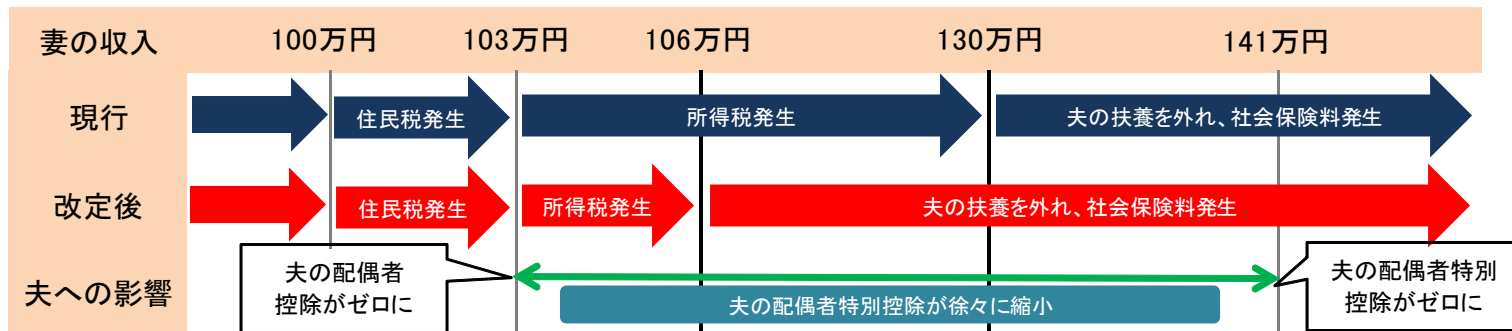 妻の収入 100万円 103万円 106万円 130万円 141万円
現行 住民税発生 所得税発生 夫の扶養を外れ、社会保険料発生
改定後 住民税発生 所得税発生 夫の扶養を外れ、社会保険料発生
夫への影響
夫の配偶者
控除がゼロに
夫の配偶者特別控除が徐々に縮小
夫の配偶者特別
控除がゼロに